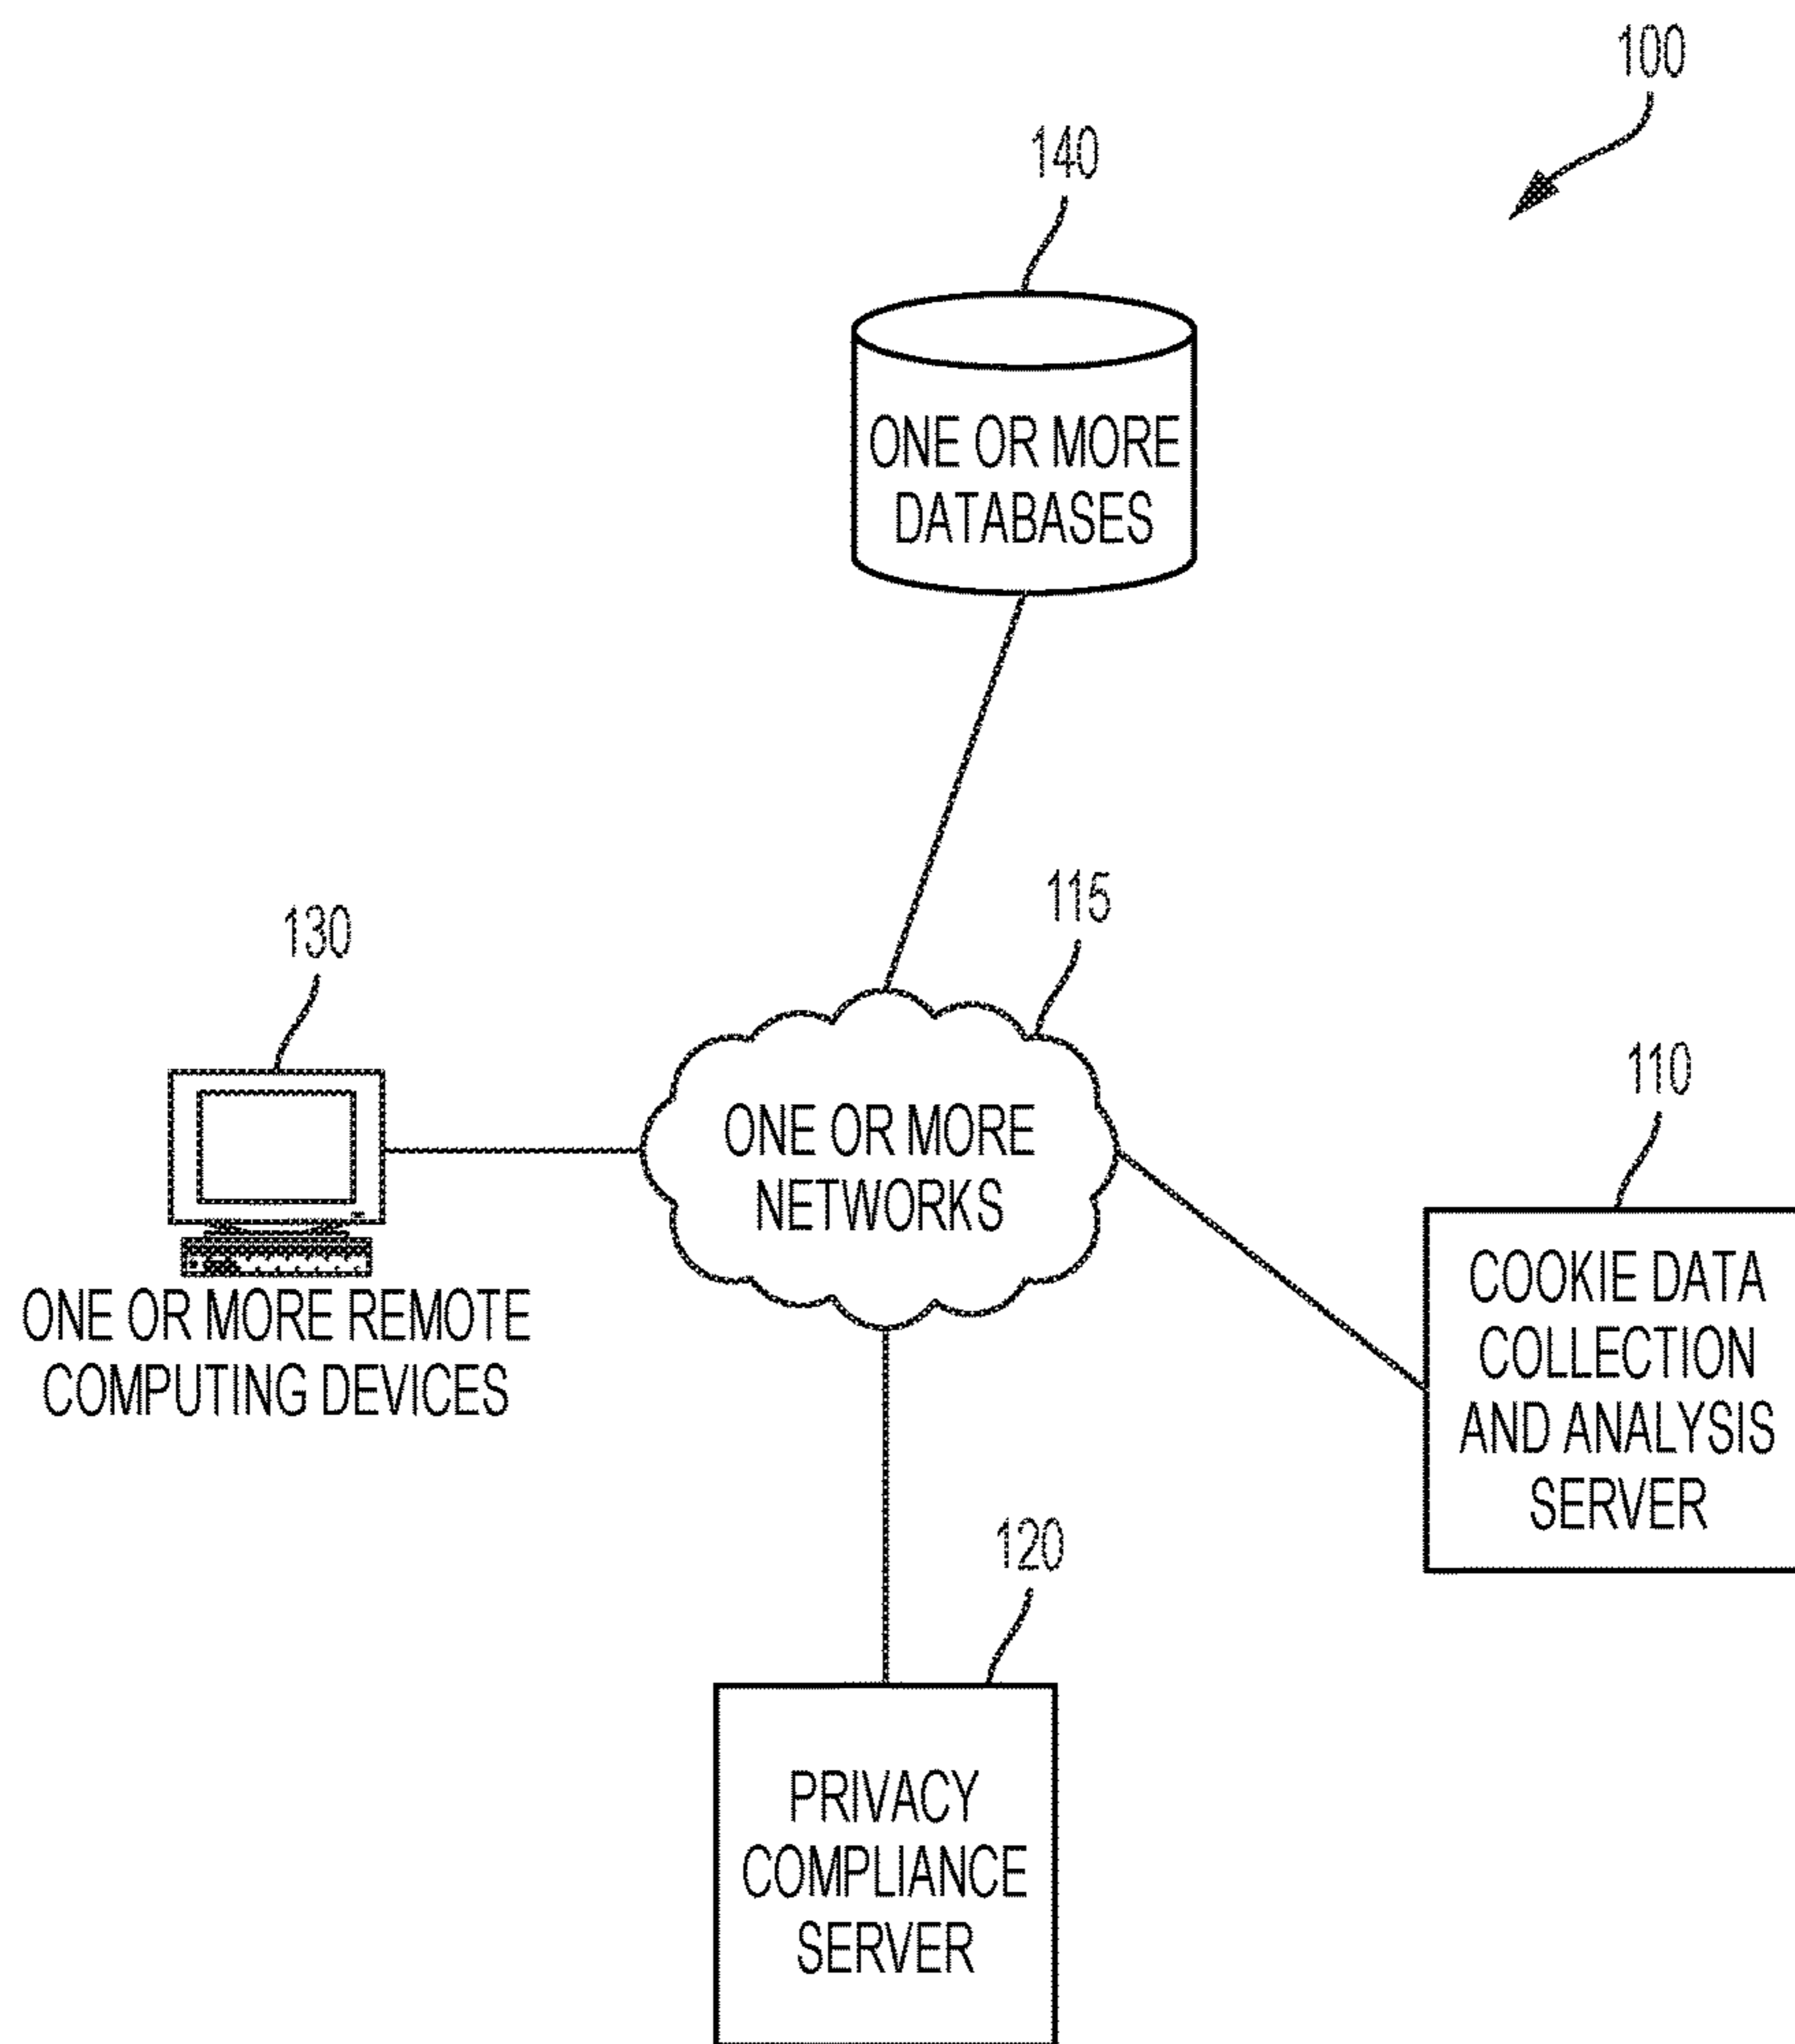 100
140
ONE OR MORE
DATABASES
115
130
ONE OR MORE
NETWORKS
110
ONE OR MORE REMOTE
COMPUTING DEVICES
COOKIE DATA
COLLECTION
AND ANALYSIS
SERVER
120
PRIVACY
COMPLIANCE
SERVER